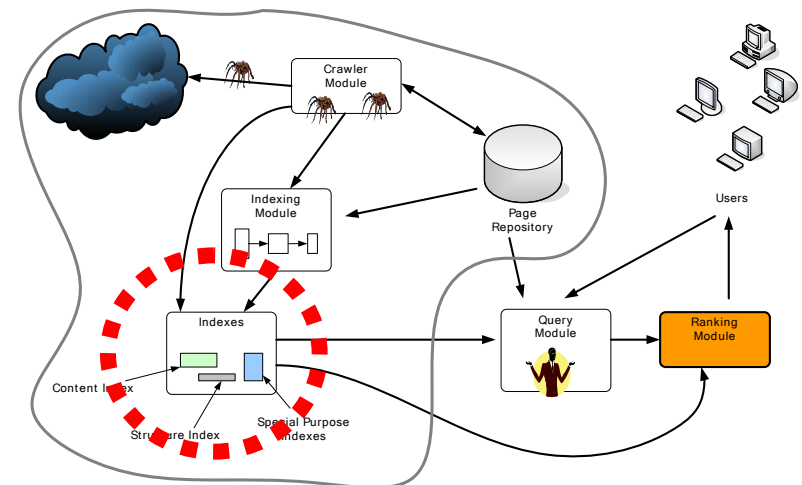 Crawler
Module
Indexing
Module
Users
Page
Repository
Indexes
Query
Module
Ranking
Module
Content Index
Structure Index
Special Purpose
Indexes